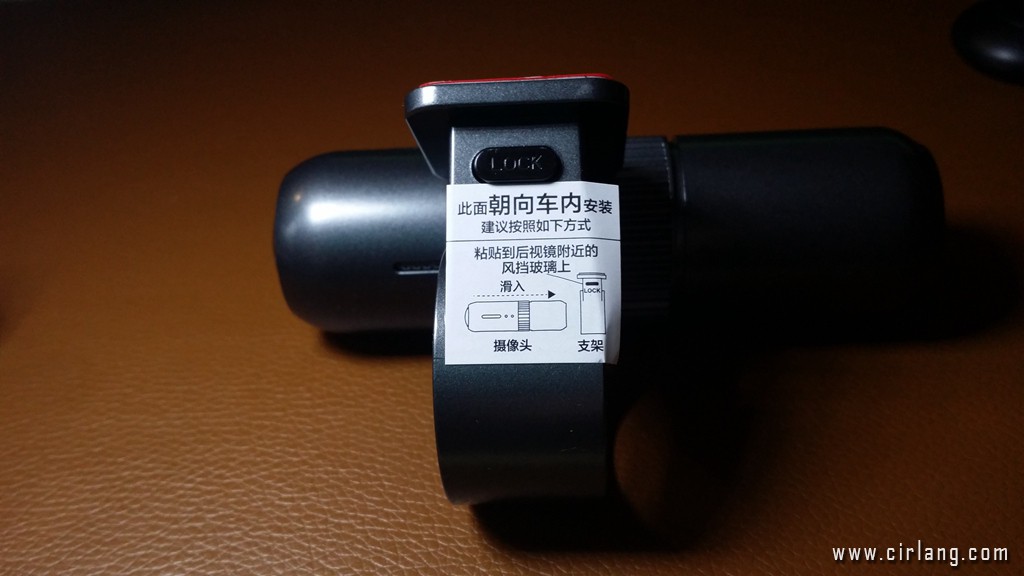 LOCK
此面朝向车内安装
建议按照如下方式
粘贴到后视镜附近的
风挡玻璃上
滑入
LOCK
摄像头
支架
www.cirlang.com